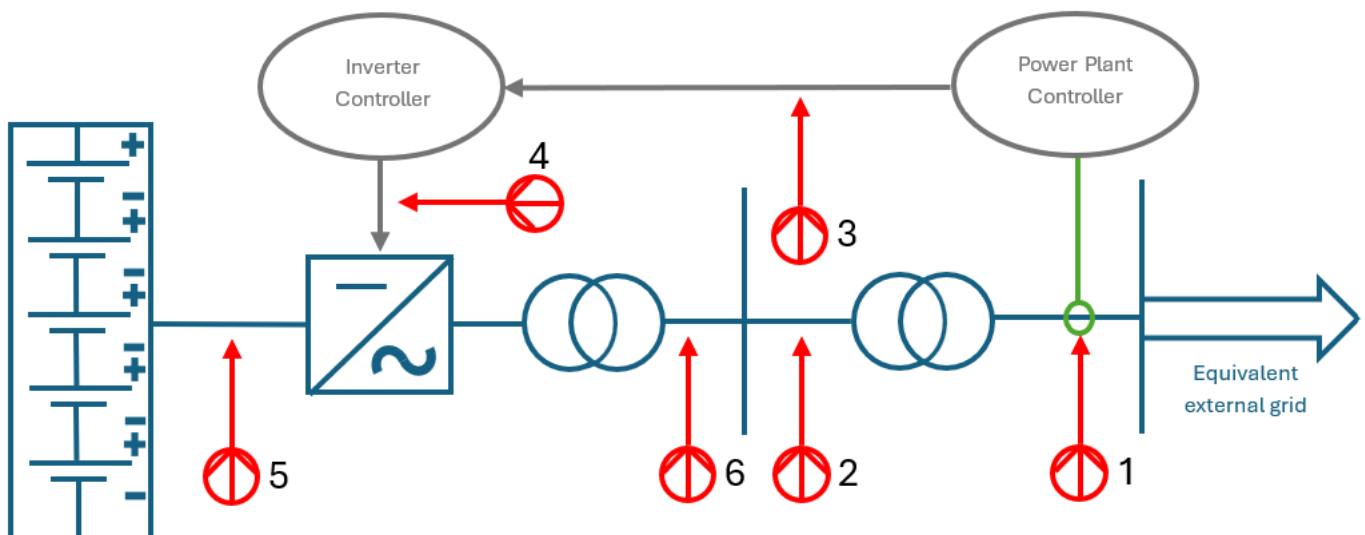 Inverter
Controller
Power Plant
Controller
4
3
5
6
2
1
Equivalent
external grid
+
−
+
−
+
−
+
−
+
−